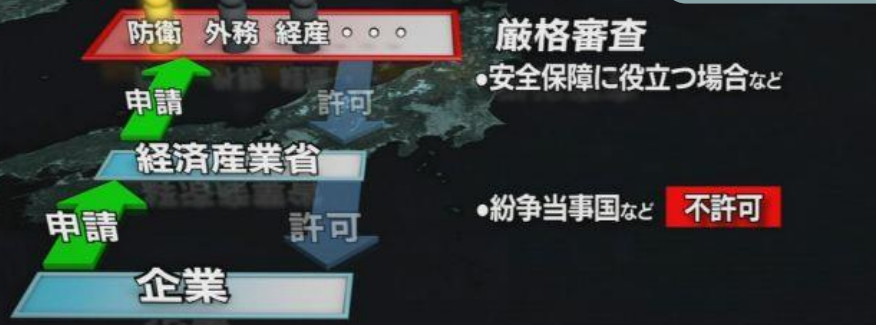 防衛 外務 経産・・・
厳格審査
•安全保障に役立つ場合など
申請 許可
経済産業省
•紛争当事国など 不許可
申請 許可
企業